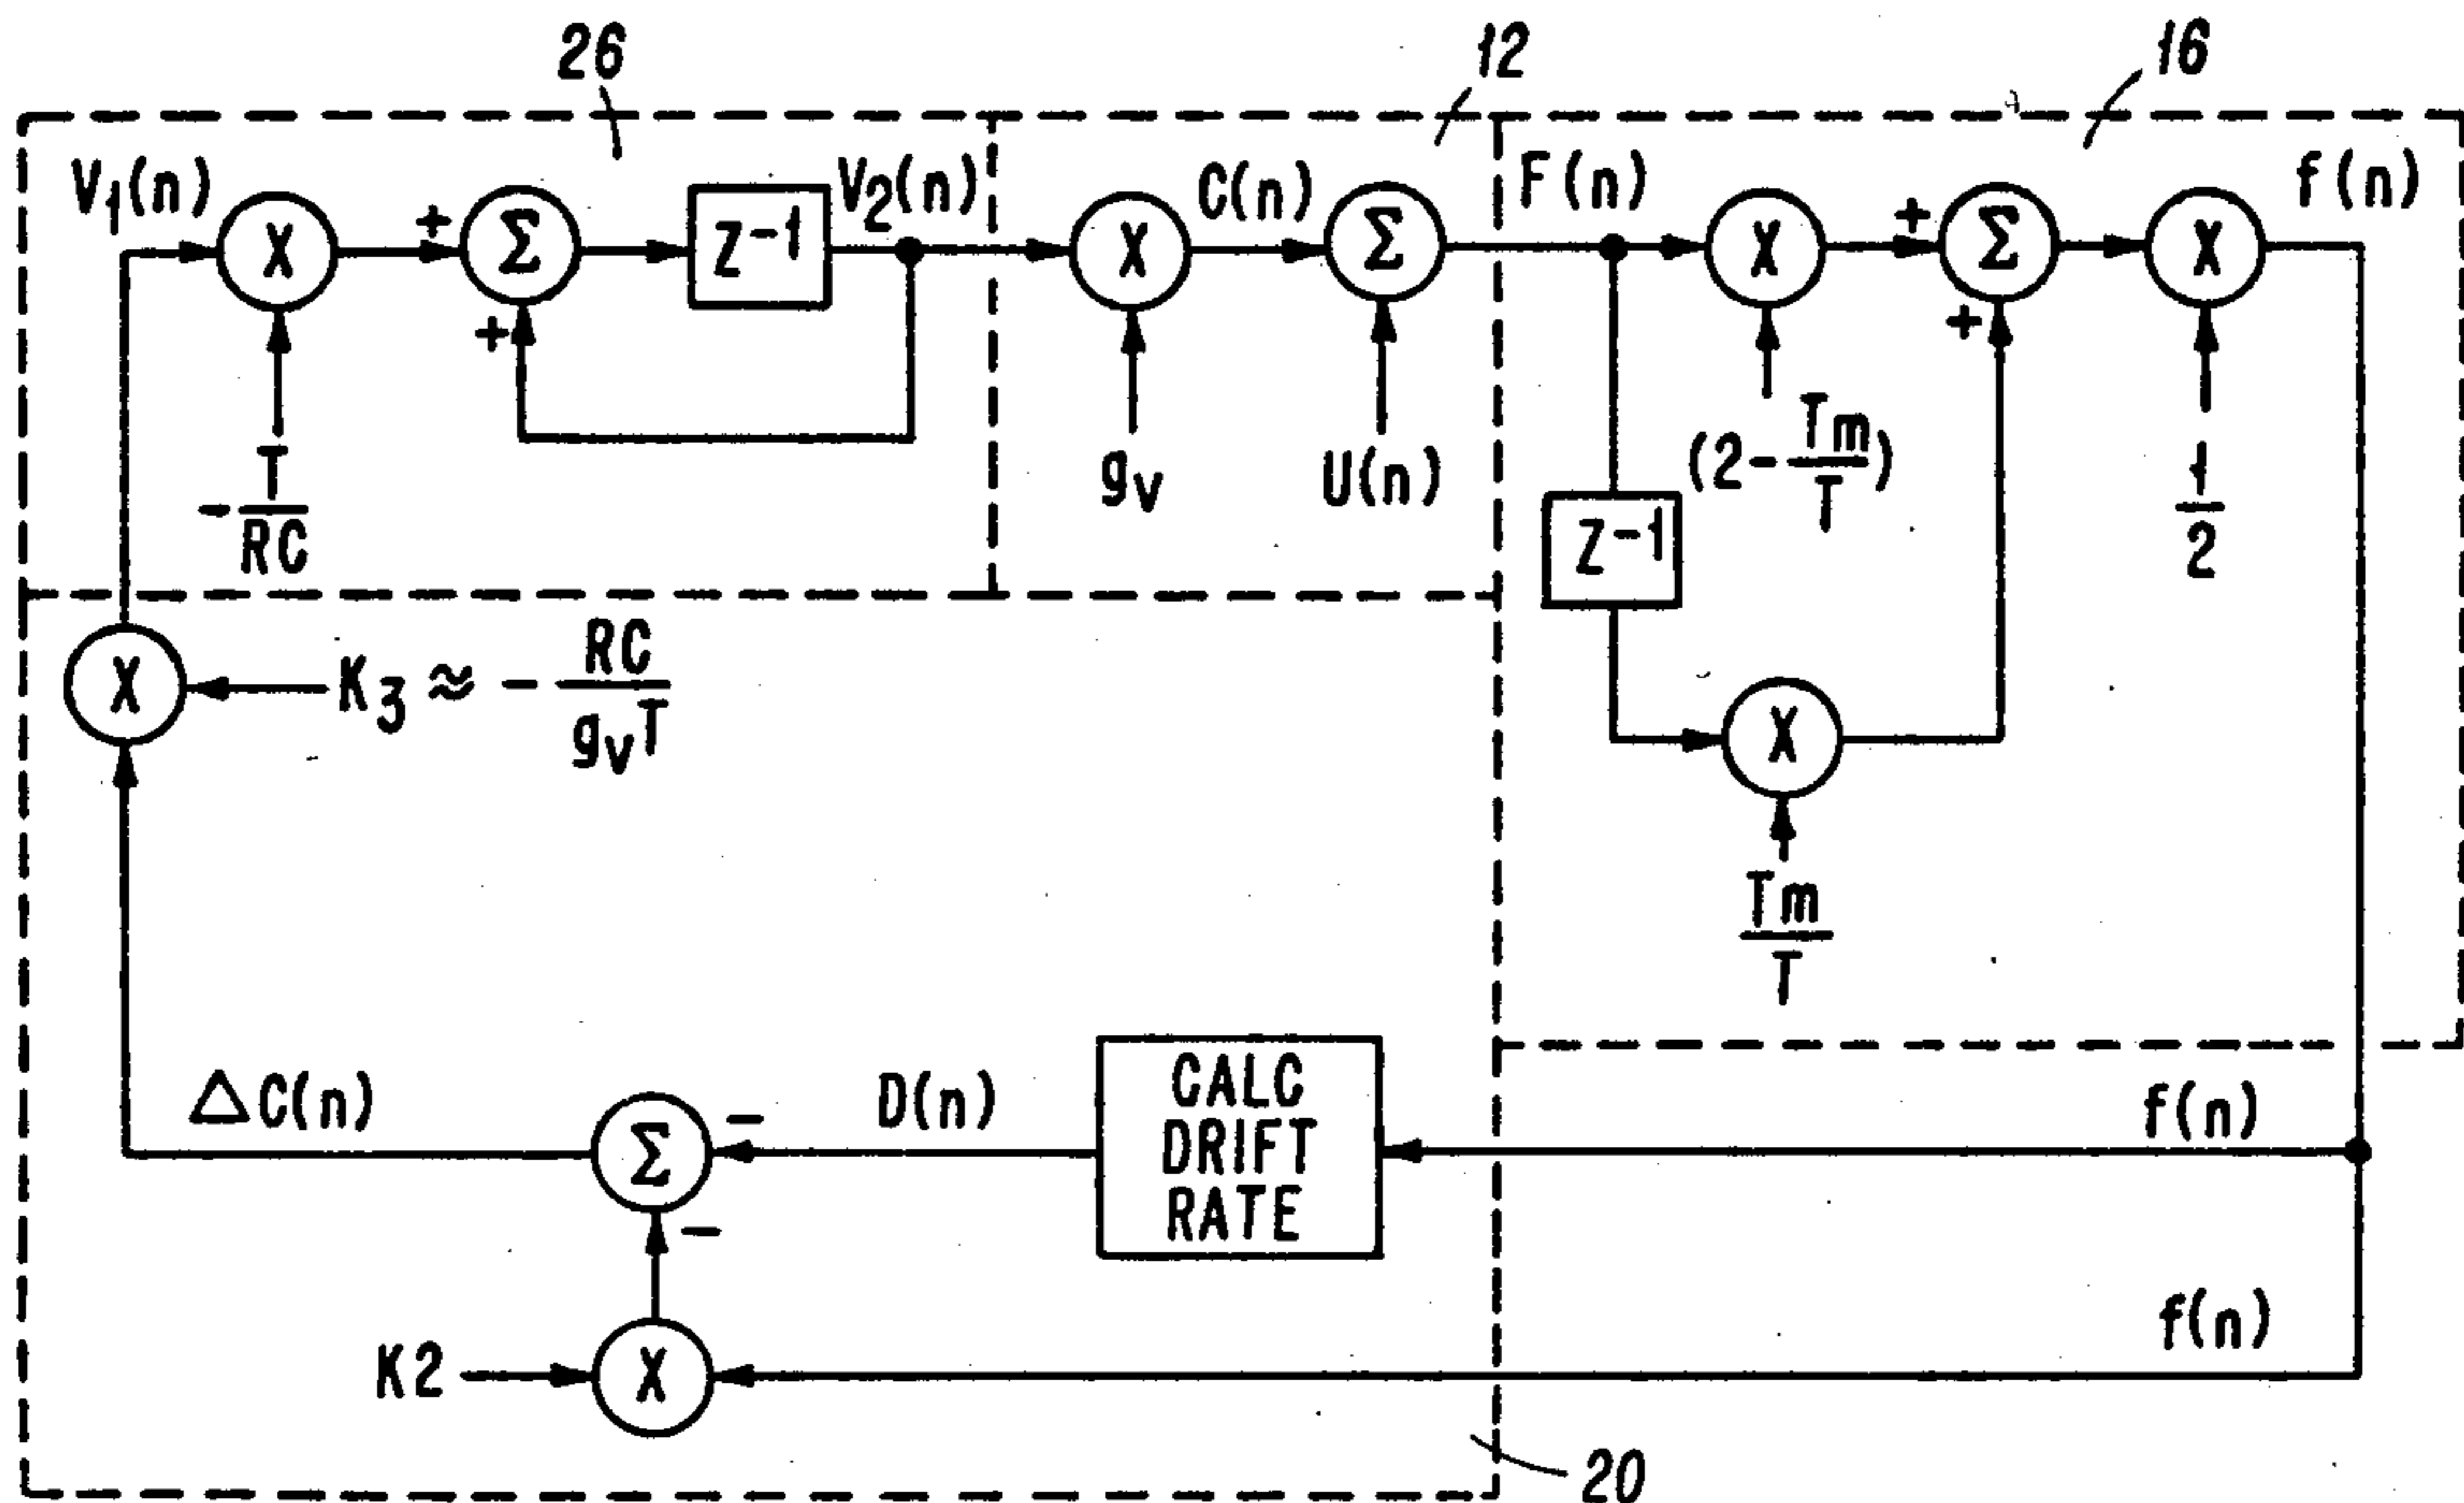 26
12
16
V1(n)
V2(n)
C(n)
F(n)
f(n)
X
+
Σ
Z-1
X
Σ
X
+
Σ
X
+
+
-T/RC
gv
U(n)
(2-Tm/T)
1/2
Z-1
X
K3 ≈ - RC/gvT
X
Tm/T
ΔC(n)
Σ
-
D(n)
CALC
DRIFT
RATE
f(n)
-
K2
X
f(n)
20